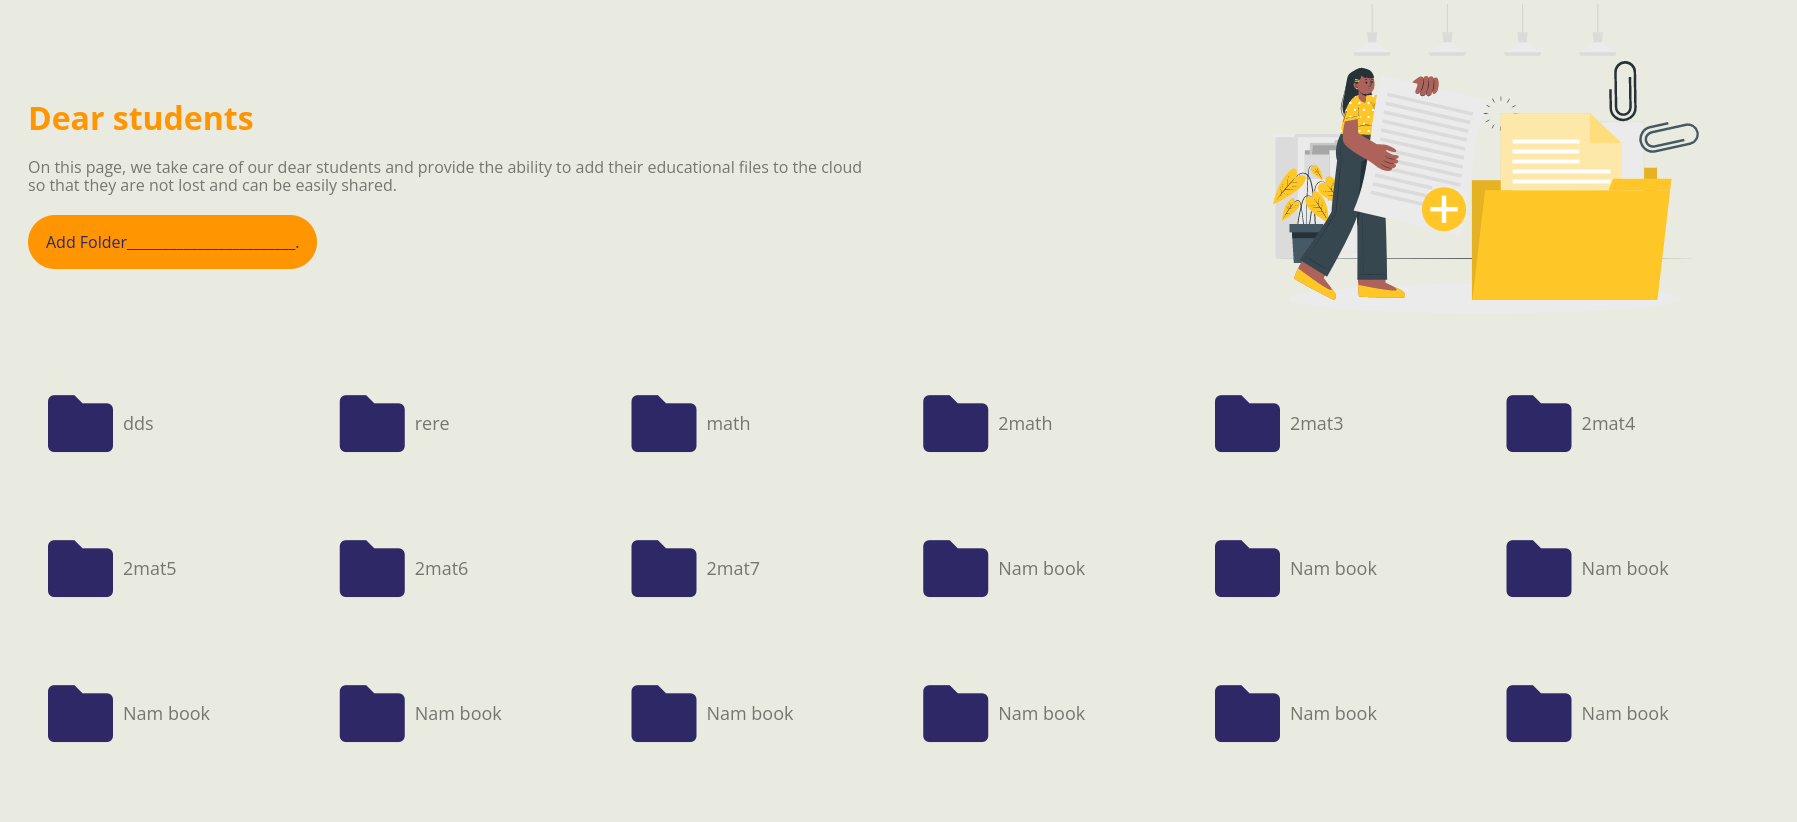 Dear students
On this page, we take care of our dear students and provide the ability to add their educational files to the cloud
so that they are not lost and can be easily shared.
Add Folder_____________________.
dds
rere
math
2math
2mat3
2mat4
2mat5
2mat6
2mat7
Nam book
Nam book
Nam book
Nam book
Nam book
Nam book
Nam book
Nam book
Nam book